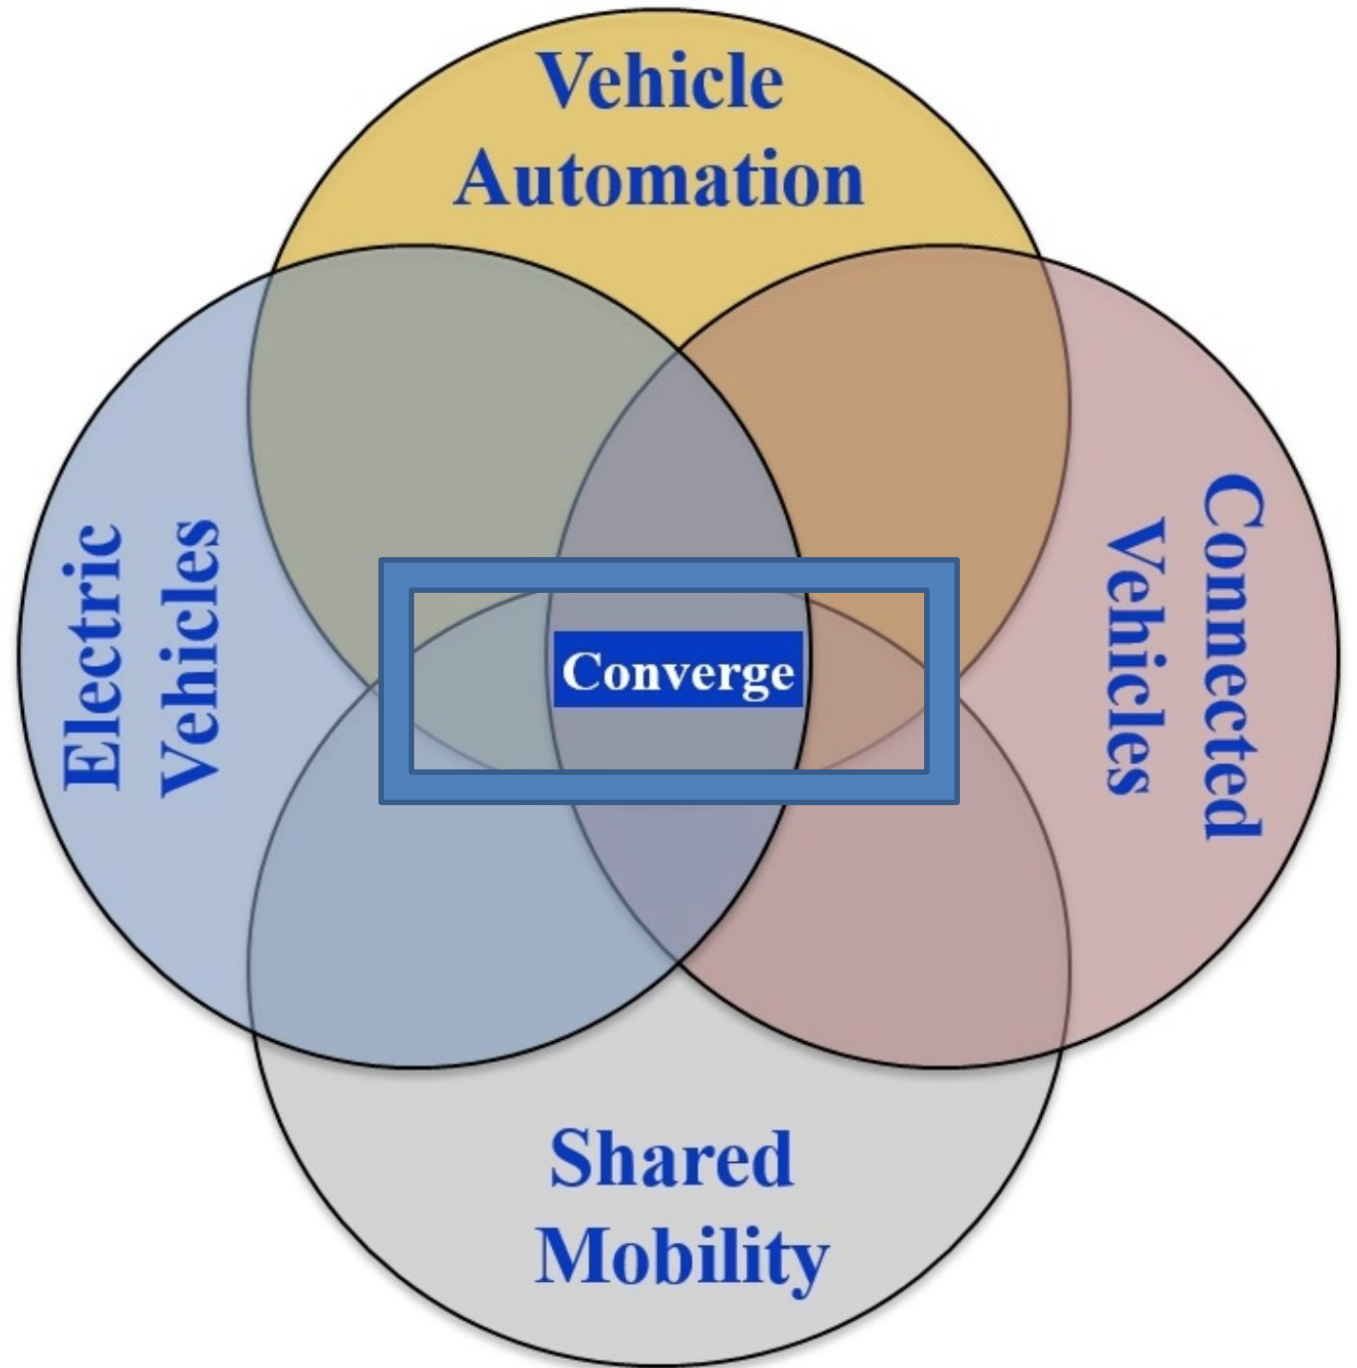 Vehicle
Automation
Electric
Vehicles
Converge
Connected
Vehicles
Shared
Mobility